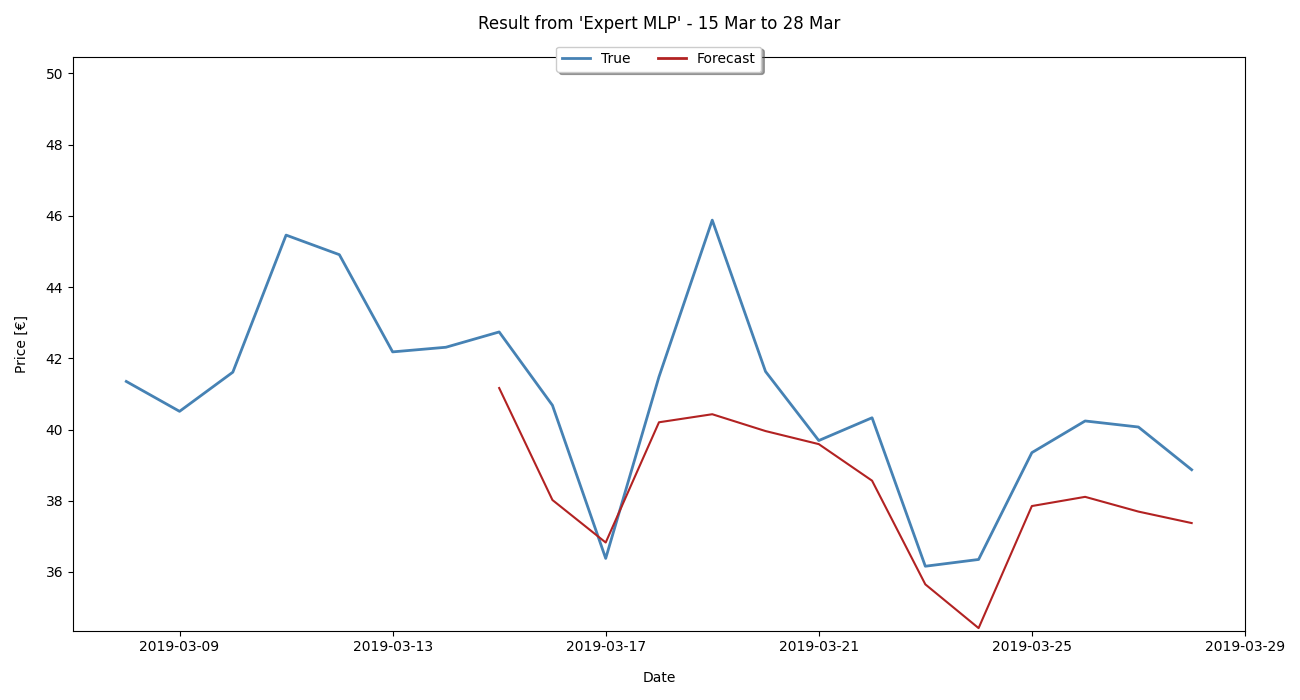 Result from 'Expert MLP' - 15 Mar to 28 Mar
True
Forecast
50
48
46
44
42
40
38
36
Price [€]
2019-03-09
2019-03-13
2019-03-17
2019-03-21
2019-03-25
2019-03-29
Date